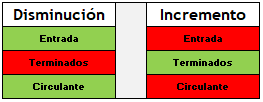 Disminución Incremento
Entrada Entrada
Terminados Terminados
Circulante Circulante